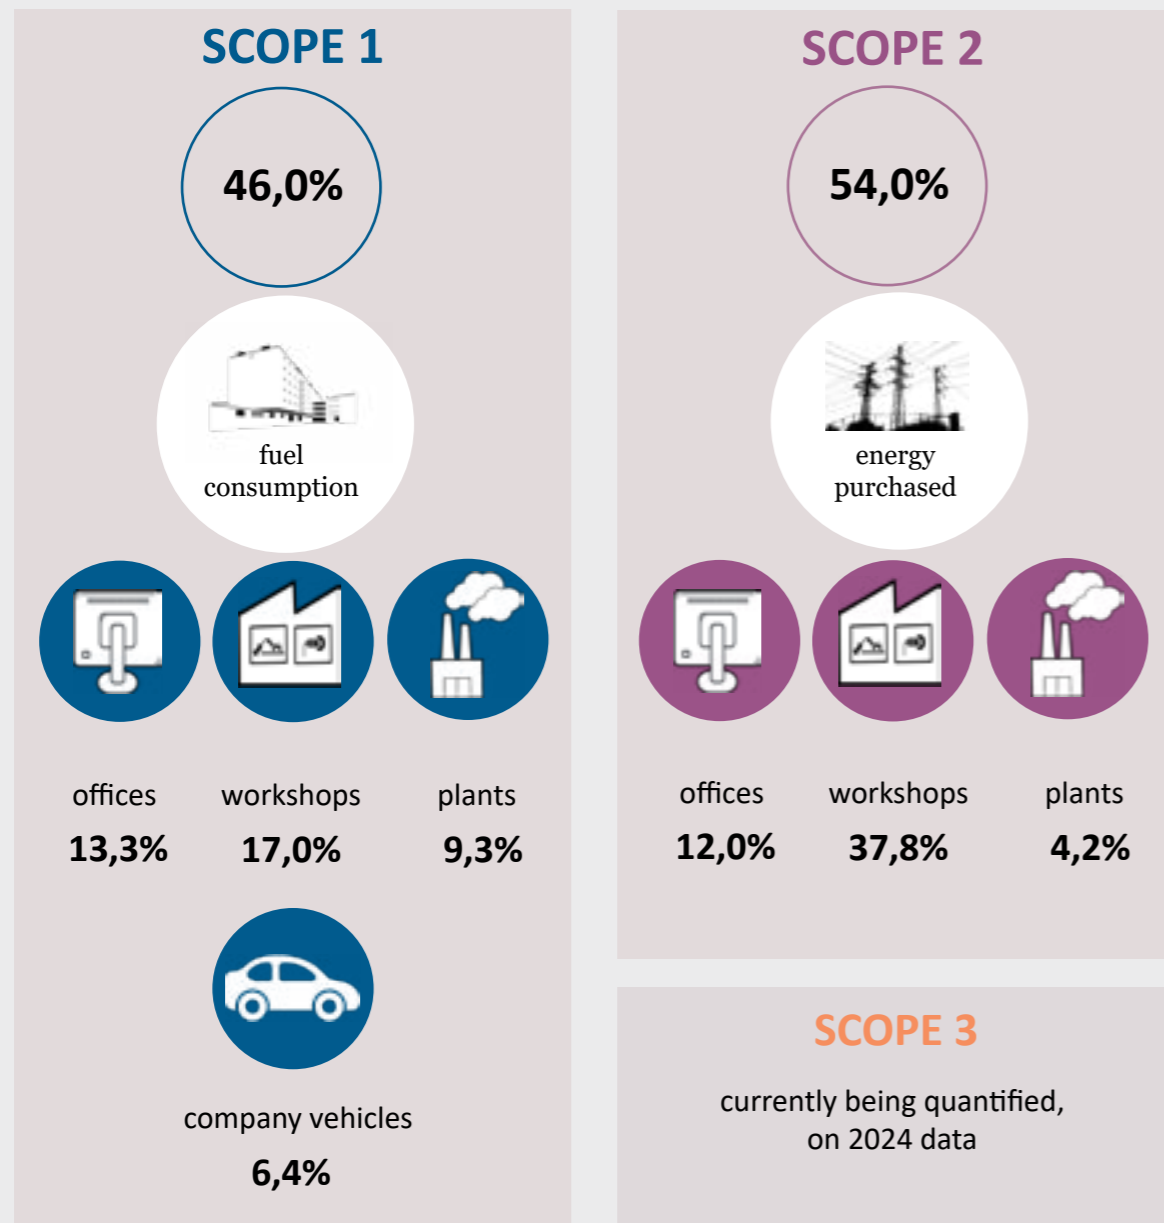 SCOPE 1
46,0%
fuel
consumption
offices
13,3%
workshops
17,0%
plants
9,3%
company vehicles
6,4%
SCOPE 2
54,0%
energy
purchased
offices
12,0%
workshops
37,8%
plants
4,2%
SCOPE 3
currently being quantified,
on 2024 data